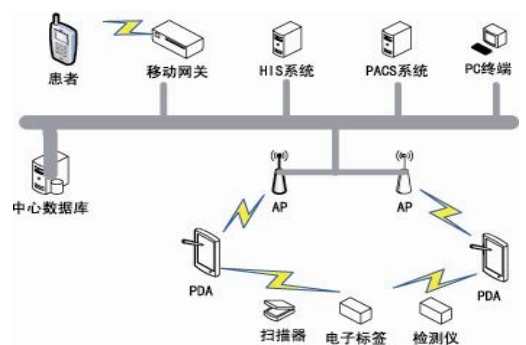 患者
移动网关
HIS系统
PACS系统
PC终端
中心数据库
AP
AP
PDA
PDA
扫描器
电子标签
检测仪